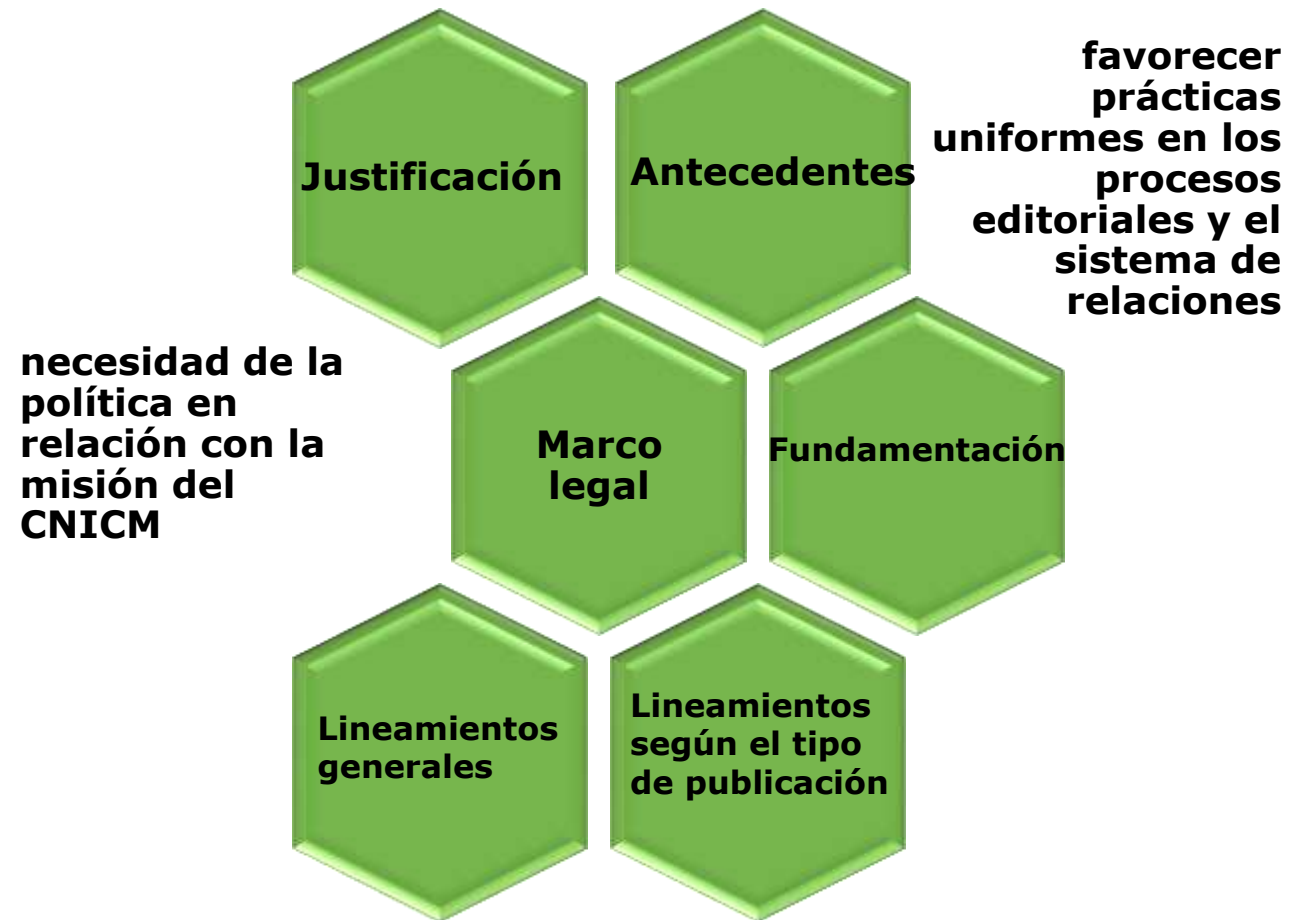 Justificación
Antecedentes
favorecer
prácticas
uniformes en los
procesos
editoriales y el
sistema de
relaciones
necesidad de la
política en
relación con la
misión del
CNICM
Marco
legal
Fundamentación
Lineamientos
generales
Lineamientos
según el tipo
de publicación